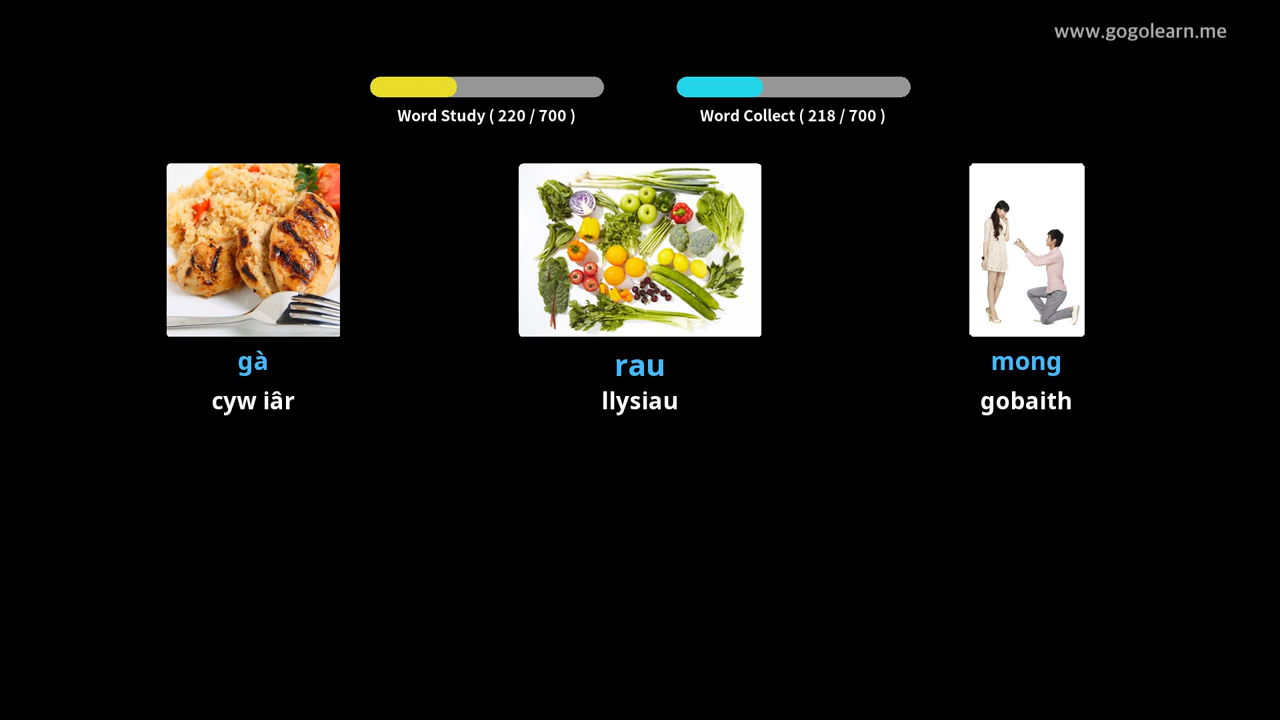 www.gogolearn.me
Word Study ( 220 / 700 )
Word Collect ( 218 / 700 )
gà
rau
mong
cyw iâr
llysiau
gobaith